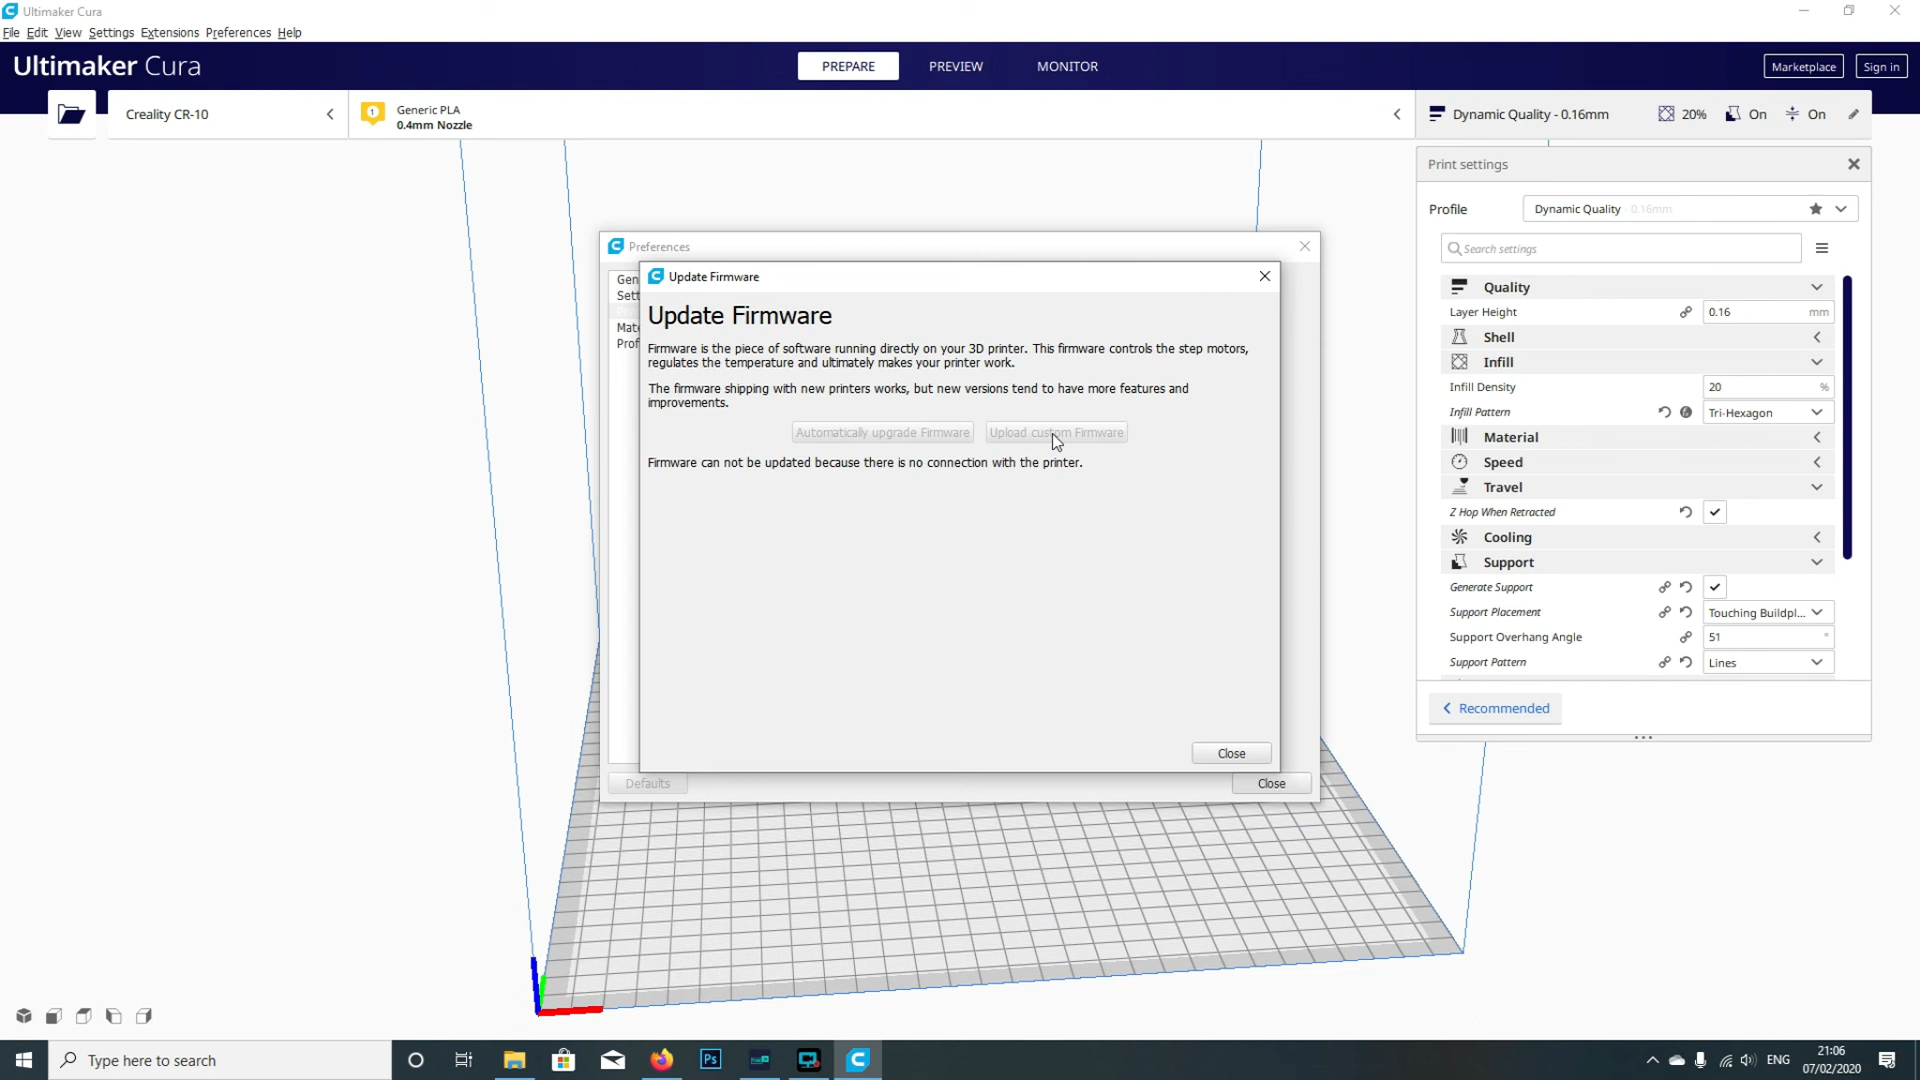 Ultimaker Cura
File Edit View Settings Extensions Preferences Help
Ultimaker Cura
PREPARE PREVIEW MONITOR
Marketplace Sign in
Creality CR-10
1
Generic PLA
0.4mm Nozzle
Dynamic Quality - 0.16mm 20% On On
Print settings
Profile Dynamic Quality - 0.16mm
Search settings
Quality
Layer Height 0.16 mm
Shell
Infill
Infill Density 20 %
Infill Pattern Tri-Hexagon
Material
Speed
Travel
Z Hop When Retracted
Cooling
Support
Generate Support
Support Placement Touching Buildpl...
Support Overhang Angle 51 °
Support Pattern Lines
Recommended
Preferences
Gen
Sett
Mate
Prof
Defaults
Close
Update Firmware
Update Firmware
Firmware is the piece of software running directly on your 3D printer. This firmware controls the step motors,
regulates the temperature and ultimately makes your printer work.
The firmware shipping with new printers works, but new versions tend to have more features and
improvements.
Automatically upgrade Firmware Upload custom Firmware
Firmware can not be updated because there is no connection with the printer.
Close
Type here to search
Ps
ENG
21:06
07/02/2020